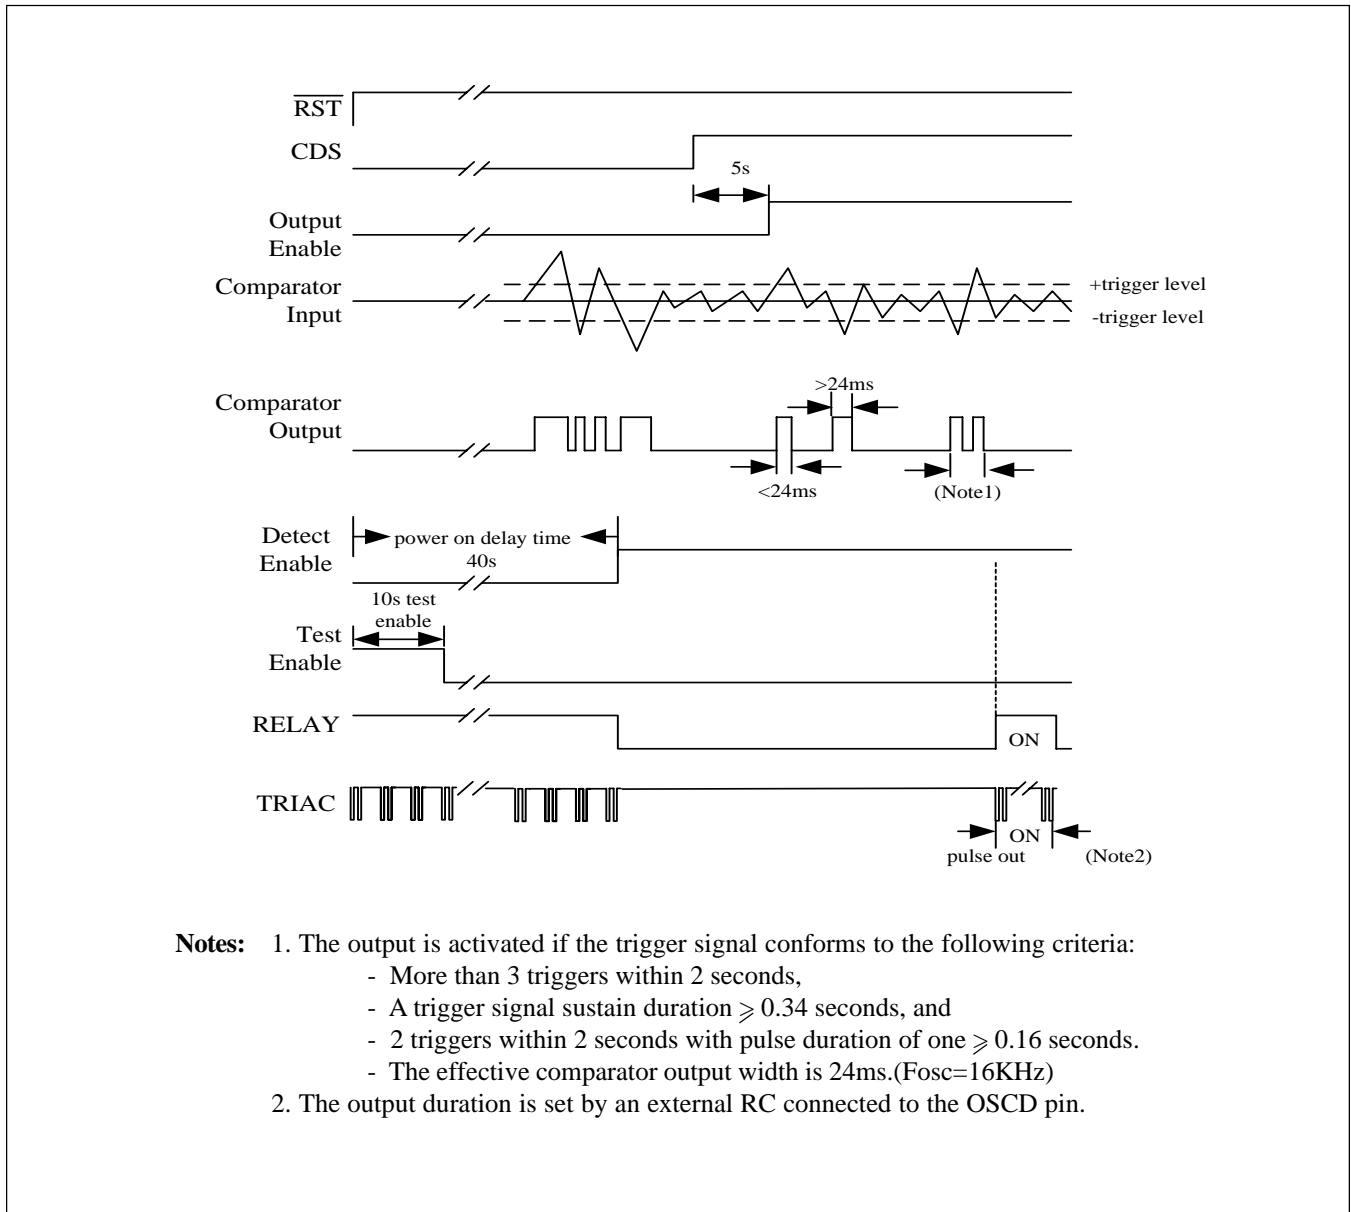 RST
CDS
5s
Output
Enable
Comparator
Input
+trigger level
-trigger level
>24ms
Comparator
Output
<24ms
(Note1)
Detect
Enable
power on delay time
40s
10s test
enable
Test
Enable
RELAY
ON
TRIAC
ON
pulse out
(Note2)
Notes: 1. The output is activated if the trigger signal conforms to the following criteria:
- More than 3 triggers within 2 seconds,
- A trigger signal sustain duration ⩾ 0.34 seconds, and
- 2 triggers within 2 seconds with pulse duration of one ⩾ 0.16 seconds.
- The effective comparator output width is 24ms.(Fosc=16KHz)
2. The output duration is set by an external RC connected to the OSCD pin.